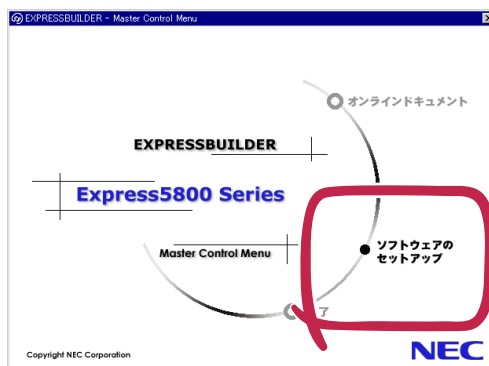 EXPRESSBUILDER - Master Control Menu
オンラインドキュメント
EXPRESSBUILDER
Express5800 Series
ソフトウェアの
セットアップ
Master Control Menu
了
Copyright NEC Corporation
NEC